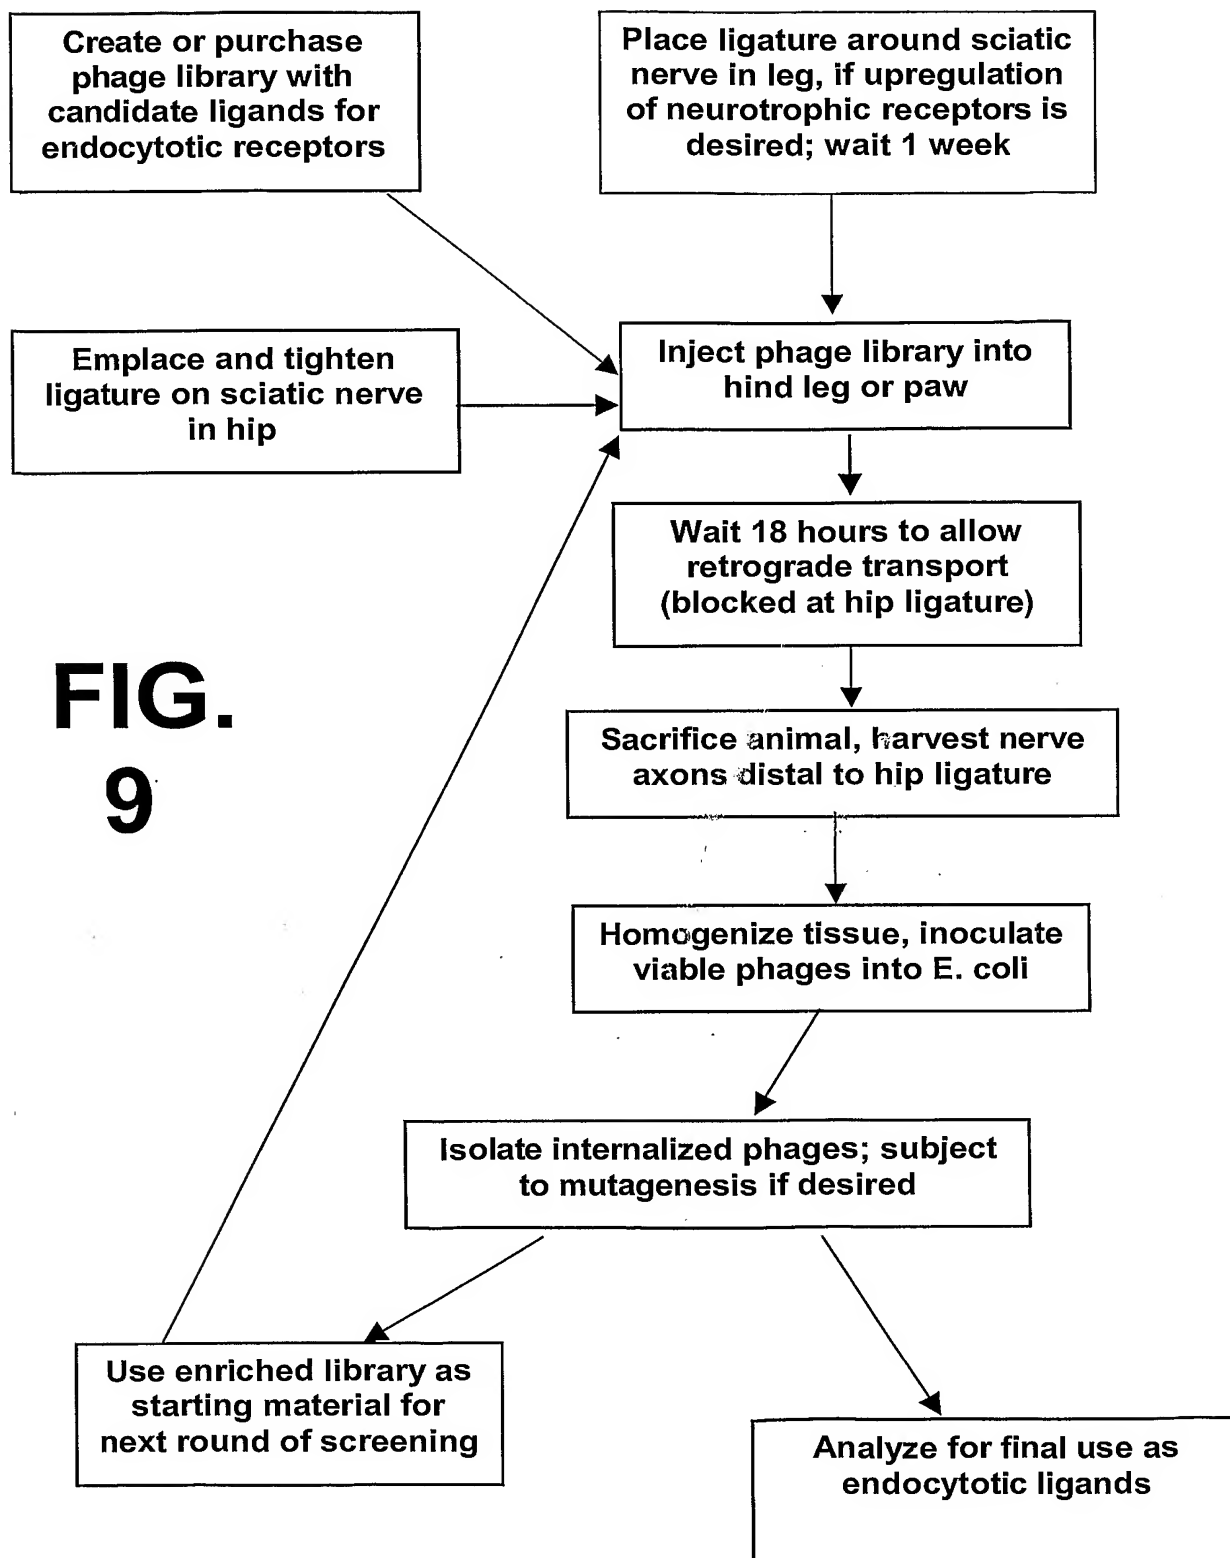 Create or purchase
phage library with
candidate ligands for
endocytotic receptors
Place ligature around sciatic
nerve in leg, if upregulation
of neurotrophic receptors is
desired; wait 1 week
Emplace and tighten
ligature on sciatic nerve
in hip
Inject phage library into
hind leg or paw
Wait 18 hours to allow
retrograde transport
(blocked at hip ligature)
FIG.
9
Sacrifice animal, harvest nerve
axons distal to hip ligature
Homogenize tissue, inoculate
viable phages into E. coli
Isolate internalized phages; subject
to mutagenesis if desired
Use enriched library as
starting material for
next round of screening
Analyze for final use as
endocytotic ligands